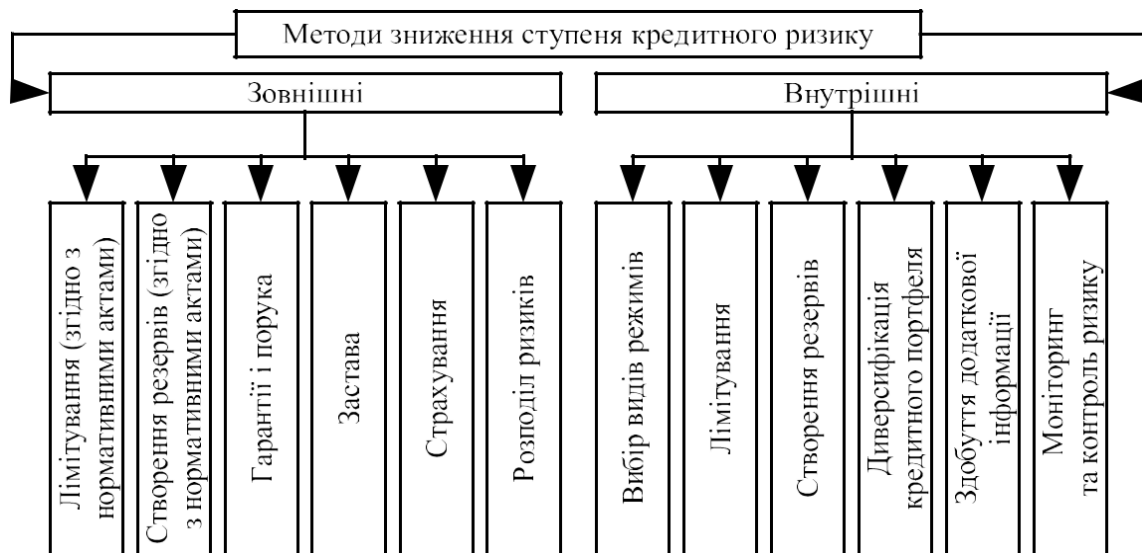 Методи зниження ступеня кредитного ризику
Зовнішні
Внутрішні
Лімітування (згідно з
нормативними актами)
Створення резервів (згідно
з нормативними актами)
Гарантії і порука
Застава
Страхування
Розподіл ризиків
Вибір видів режимів
Лімітування
Створення резервів
Диверсифікація
кредитного портфеля
Здобуття додаткової
інформації
Моніторинг
та контроль ризику